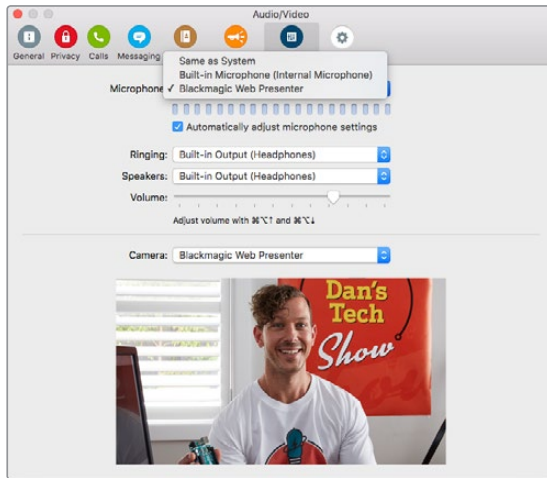 Audio/Video
General Privacy Calls Messaging
Same as System
Built-in Microphone (Internal Microphone)
Microphone ✓ Blackmagic Web Presenter
Automatically adjust microphone settings
Ringing: Built-in Output (Headphones)
Speakers: Built-in Output (Headphones)
Volume:
Adjust volume with ⌘⌥↑ and ⌘⌥↓
Camera: Blackmagic Web Presenter
Dan's
Tech
Show